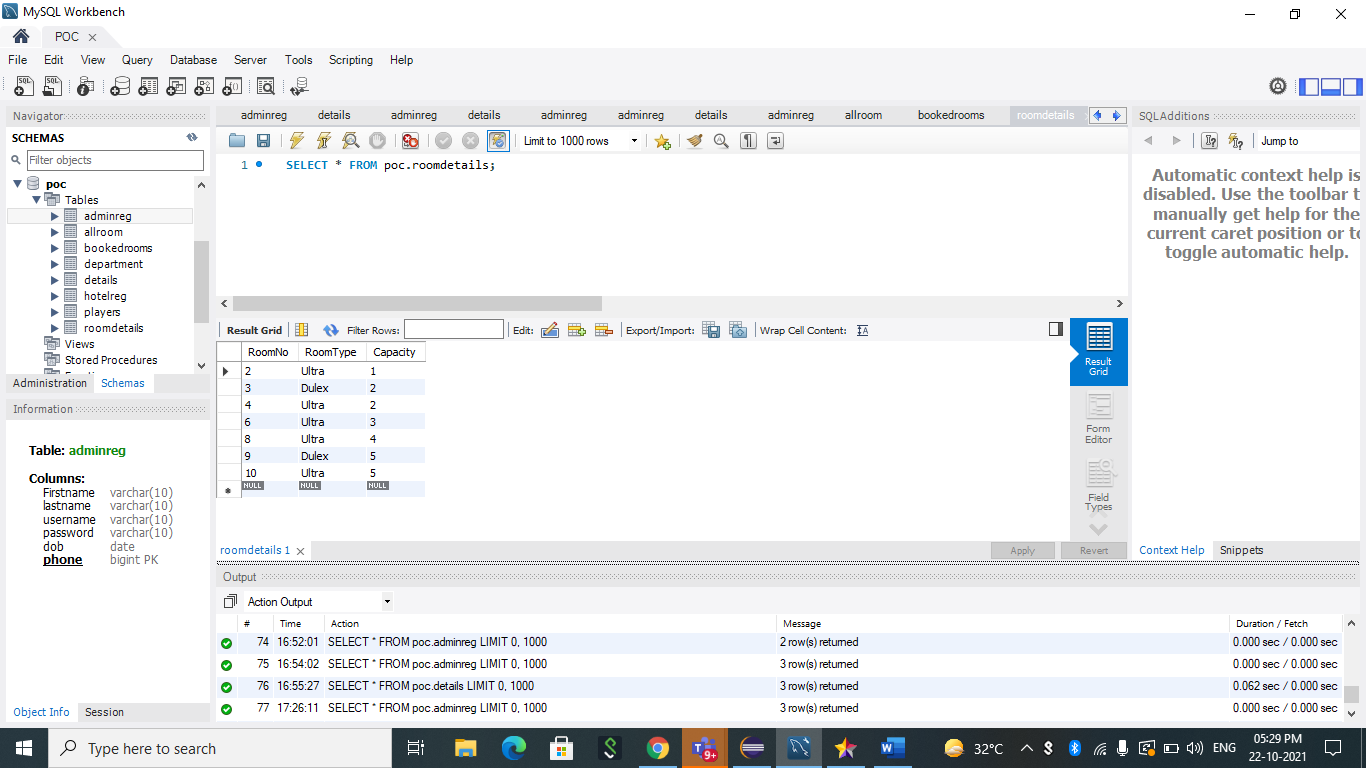 MySQL Workbench
POC
File Edit View Query Database Server Tools Scripting Help
Navigator
SCHEMAS
Filter objects
poc
Tables
adminreg
allroom
bookedrooms
department
details
hotelreg
players
roomdetails
Views
Stored Procedures
Administration Schemas
Information
Table: adminreg
Columns:
Firstname varchar(10)
lastname varchar(10)
username varchar(10)
password varchar(10)
dob date
phone bigint PK
Object Info Session
adminreg details adminreg details adminreg adminreg details adminreg allroom bookedrooms roomdetails
Limit to 1000 rows
1 SELECT * FROM poc.roomdetails;
Result Grid Filter Rows: Edit: Export/Import: Wrap Cell Content:
RoomNo RoomType Capacity
2 Ultra 1
3 Dulex 2
4 Ultra 2
6 Ultra 3
8 Ultra 4
9 Dulex 5
10 Ultra 5
NULL NULL NULL
Result
Grid
Form
Editor
Field
Types
roomdetails 1
Apply Revert
SQLAdditions
Jump to
Automatic context help is
disabled. Use the toolbar t
manually get help for the
current caret position or to
toggle automatic help.
Context Help Snippets
Output
Action Output
# Time Action Message Duration / Fetch
74 16:52:01 SELECT * FROM poc.adminreg LIMIT 0, 1000 2 row(s) returned 0.000 sec / 0.000 sec
75 16:54:02 SELECT * FROM poc.adminreg LIMIT 0, 1000 3 row(s) returned 0.000 sec / 0.000 sec
76 16:55:27 SELECT * FROM poc.details LIMIT 0, 1000 3 row(s) returned 0.062 sec / 0.000 sec
77 17:26:11 SELECT * FROM poc.adminreg LIMIT 0, 1000 3 row(s) returned 0.000 sec / 0.000 sec
Type here to search
9+
32°C
ENG
05:29 PM
22-10-2021